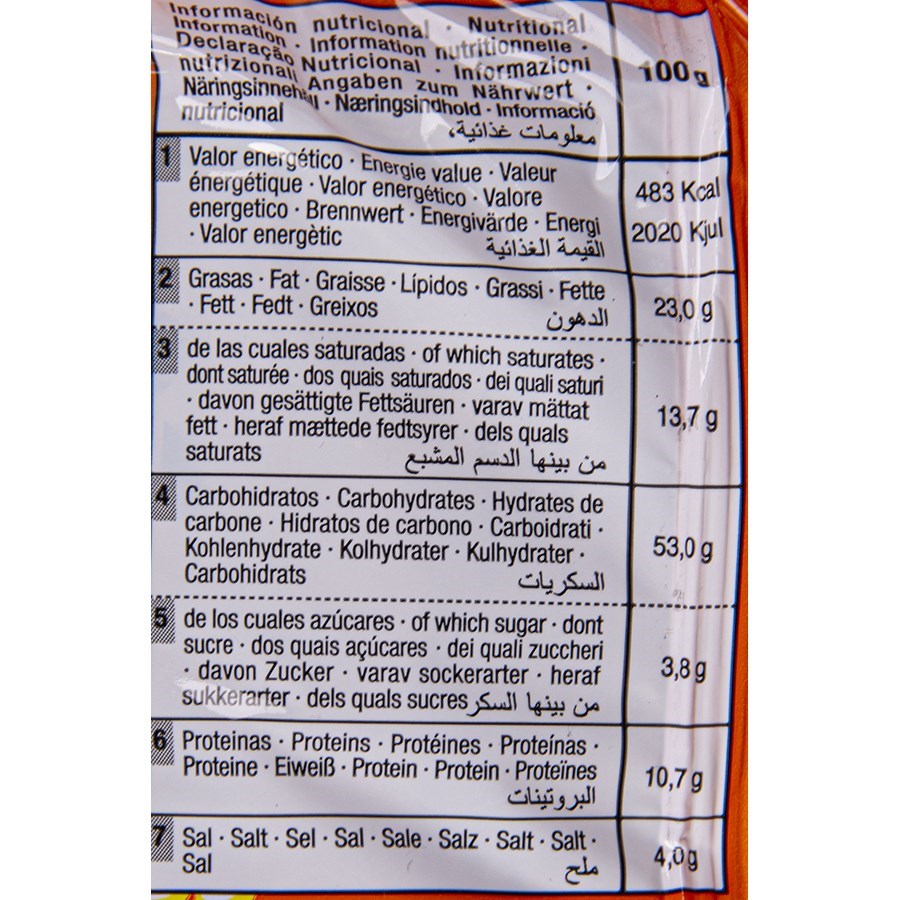 Información nutricional · Nutritional
Information · Information nutritionnelle ·
Declaração Nutricional · Informazioni
nutrizionali Angaben zum Nährwert ·
Näringsinnehåll · Næringsindhold · Informació
nutricional
معلومات غذائية،
100 g
1 Valor energético · Energie value · Valeur
énergétique · Valor energético · Valore
energetico · Brennwert · Energivärde · Energi
· Valor energètic
القيمة الغذائية
483 Kcal
2020 Kjul
2 Grasas · Fat · Graisse · Lípidos · Grassi · Fette
· Fett · Fedt · Greixos
الدهون
23,0 g
3 de las cuales saturadas · of which saturates ·
dont saturée · dos quais saturados · dei quali saturi
· davon gesättigte Fettsäuren · varav mättat
fett · heraf mættede fedtsyrer · dels quals
saturats
من بينها الدسم المشبع
13,7 g
4 Carbohidratos · Carbohydrates · Hydrates de
carbone · Hidratos de carbono · Carboidrati ·
Kohlenhydrate · Kolhydrater · Kulhydrater ·
Carbohidrats
السكريات
53,0 g
5 de los cuales azúcares · of which sugar · dont
sucre · dos quais açúcares · dei quali zuccheri
· davon Zucker · varav sockerarter · heraf
sukkerarter · dels quals sucres من بينها السكر
3,8 g
6 Proteinas · Proteins · Protéines · Proteínas ·
Proteine · Eiweiß · Protein · Protein · Proteïnes
البروتينات
10,7 g
7 Sal · Salt · Sel · Sal · Sale · Salz · Salt · Salt ·
Sal
ملح
4,0 g